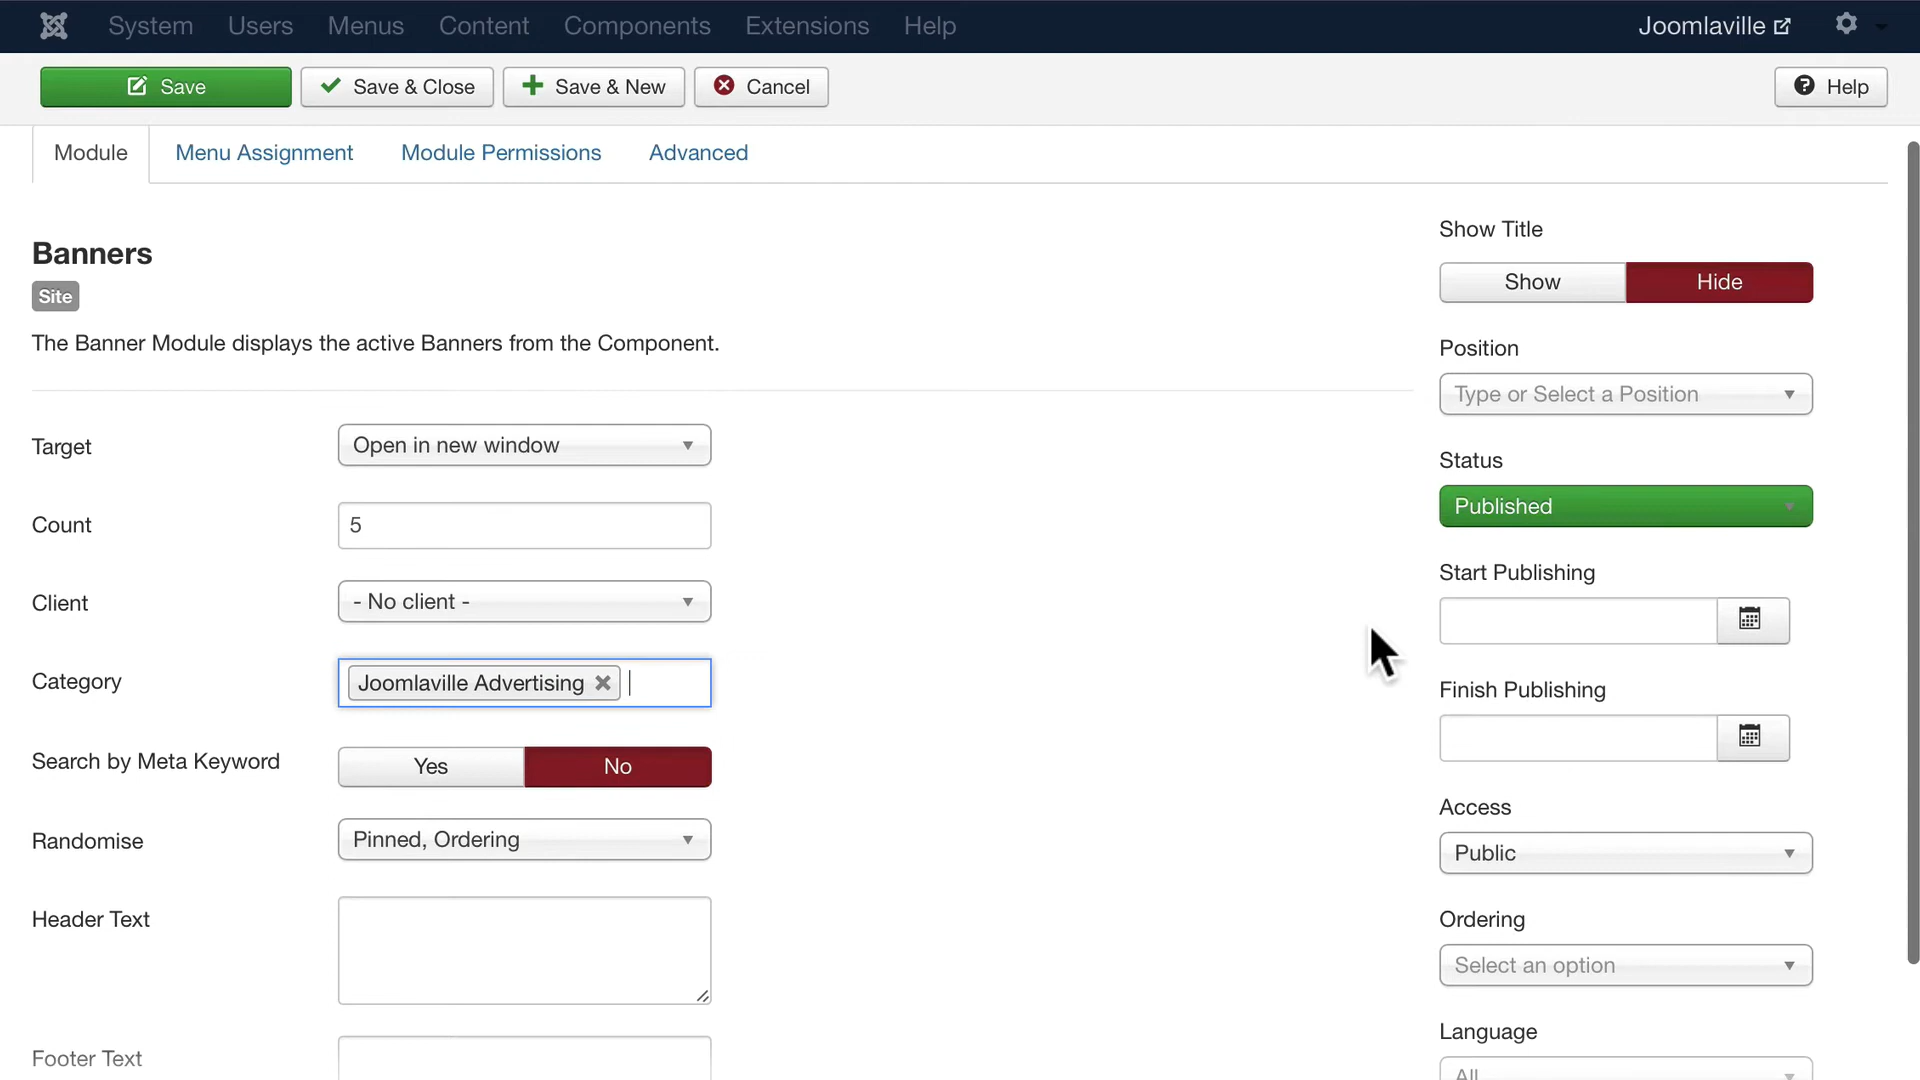 System Users Menus Content Components Extensions Help Joomlaville
Save Save & Close Save & New Cancel Help
Module Menu Assignment Module Permissions Advanced
Banners
Site
The Banner Module displays the active Banners from the Component.
Target Open in new window
Count 5
Client - No client -
Category Joomlaville Advertising
Search by Meta Keyword Yes No
Randomise Pinned, Ordering
Header Text
Footer Text
Show Title
Show Hide
Position
Type or Select a Position
Status
Published
Start Publishing
Finish Publishing
Access
Public
Ordering
Select an option
Language
All